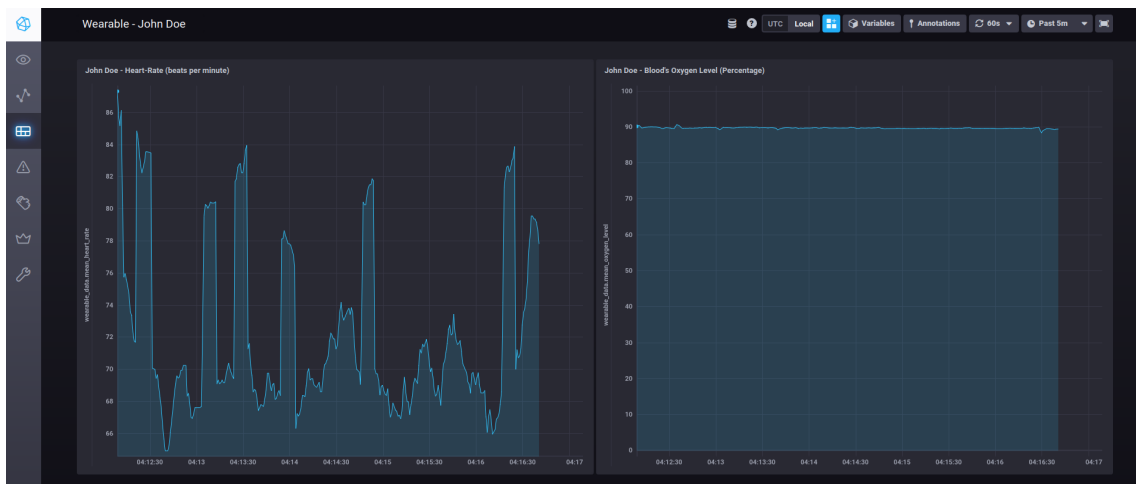 Wearable - John Doe
UTC Local Variables Annotations 60s Past 5m
John Doe - Heart-Rate (beats per minute)
wearable_data.mean_heart_rate
86
84
82
80
78
76
74
72
70
68
66
04:12:30 04:13 04:13:30 04:14 04:14:30 04:15 04:15:30 04:16 04:16:30 04:17
John Doe - Blood's Oxygen Level (Percentage)
wearable_data.mean_oxygen_level
100
90
80
70
60
50
40
30
20
10
0
04:12:30 04:13 04:13:30 04:14 04:14:30 04:15 04:15:30 04:16 04:16:30 04:17